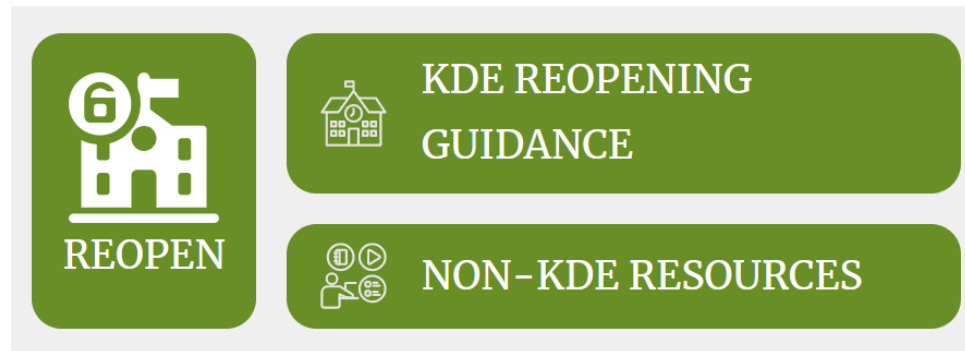 REOPEN
KDE REOPENING
GUIDANCE
NON-KDE RESOURCES